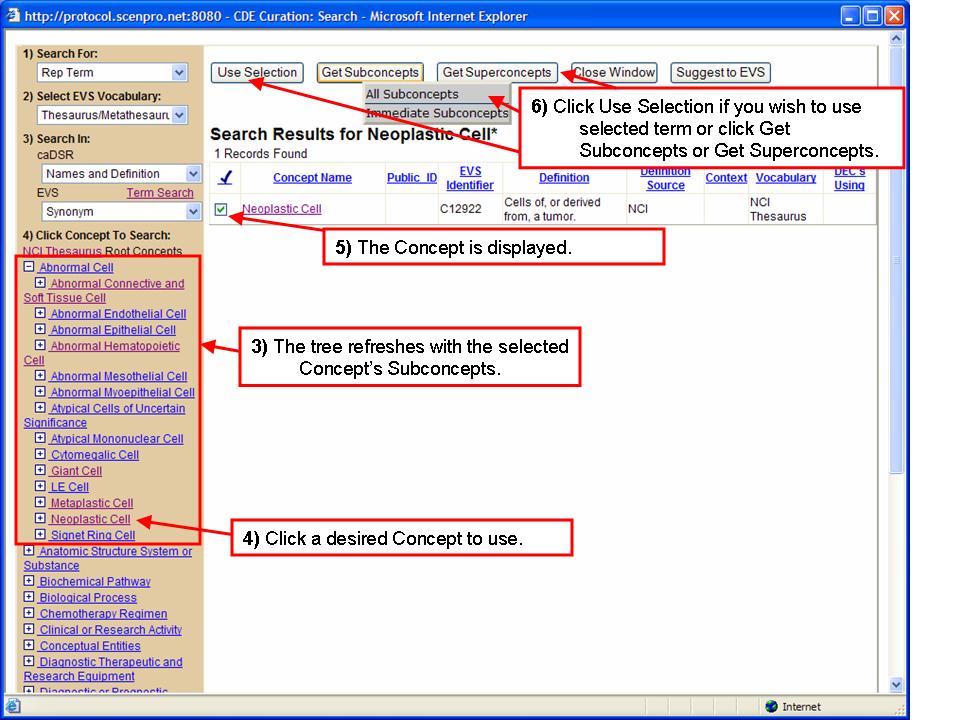 http://protocol.scenpro.net:8080 - CDE Curation: Search - Microsoft Internet Explorer
1) Search For:
Rep Term
2) Select EVS Vocabulary:
Thesaurus/Metathesauru
3) Search In:
caDSR
Names and Definition
EVS Term Search
Synonym
4) Click Concept To Search:
NCI Thesaurus Root Concepts
Abnormal Cell
Abnormal Connective and
Soft Tissue Cell
Abnormal Endothelial Cell
Abnormal Epithelial Cell
Abnormal Hematopoietic
Cell
Abnormal Mesothelial Cell
Abnormal Myoepithelial Cell
Atypical Cells of Uncertain
Significance
Atypical Mononuclear Cell
Cytomegalic Cell
Giant Cell
LE Cell
Metaplastic Cell
Neoplastic Cell
Signet Ring Cell
Anatomic Structure System or
Substance
Biochemical Pathway
Biological Process
Chemotherapy Regimen
Clinical or Research Activity
Conceptual Entities
Diagnostic Therapeutic and
Research Equipment
Diagnostic or Prognostic
Use Selection Get Subconcepts Get Superconcepts Close Window Suggest to EVS
All Subconcepts
Immediate Subconcepts
6) Click Use Selection if you wish to use
selected term or click Get
Subconcepts or Get Superconcepts.
Search Results for Neoplastic Cell*
1 Records Found
Concept Name Public ID EVS Identifier Definition Definition Source Context Vocabulary DEC's Using
Neoplastic Cell C12922 Cells of, or derived from, a tumor. NCI NCI Thesaurus
5) The Concept is displayed.
3) The tree refreshes with the selected
Concept's Subconcepts.
4) Click a desired Concept to use.
Internet